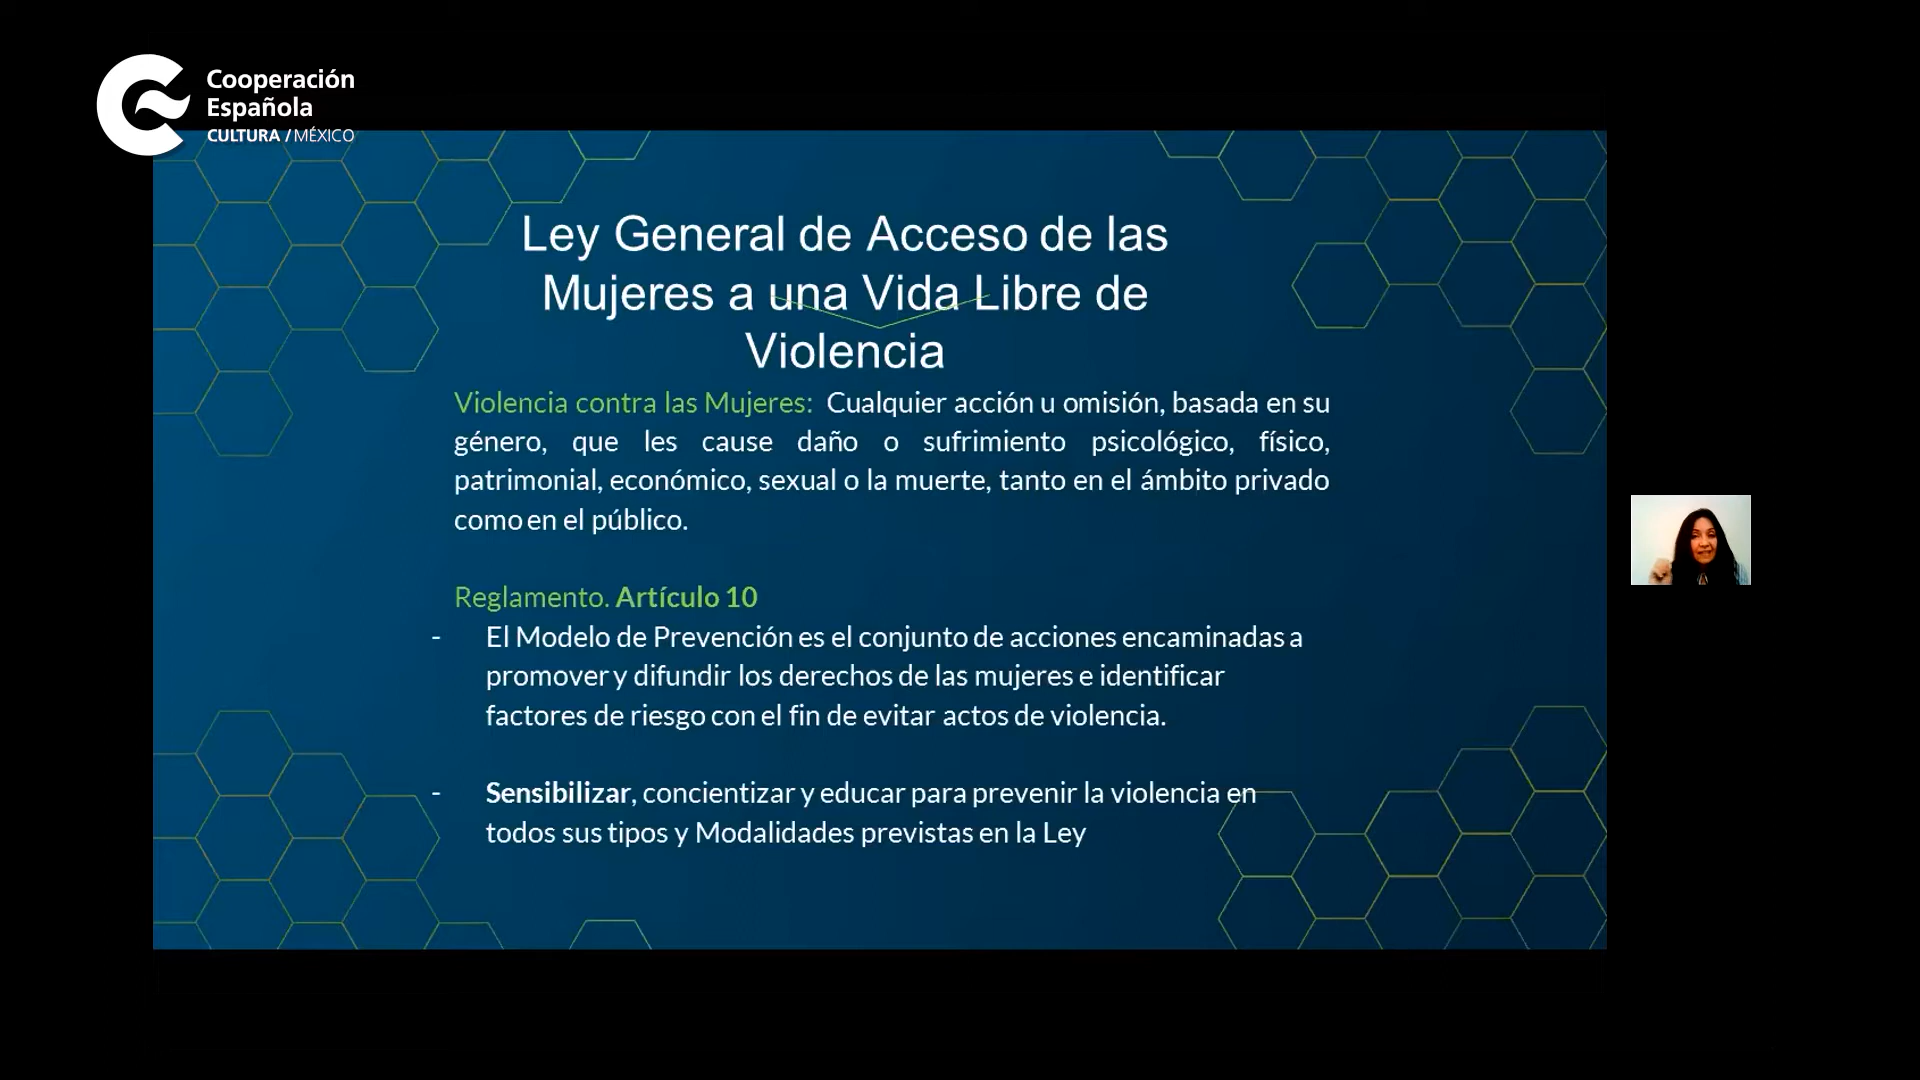 Cooperación
Española
CULTURA / MÉXICO
Ley General de Acceso de las
Mujeres a una Vida Libre de
Violencia
Violencia contra las Mujeres: Cualquier acción u omisión, basada en su
género, que les cause daño o sufrimiento psicológico, físico,
patrimonial, económico, sexual o la muerte, tanto en el ámbito privado
como en el público.
Reglamento. Artículo 10
- El Modelo de Prevención es el conjunto de acciones encaminadas a
promover y difundir los derechos de las mujeres e identificar
factores de riesgo con el fin de evitar actos de violencia.
- Sensibilizar, concientizar y educar para prevenir la violencia en
todos sus tipos y Modalidades previstas en la Ley